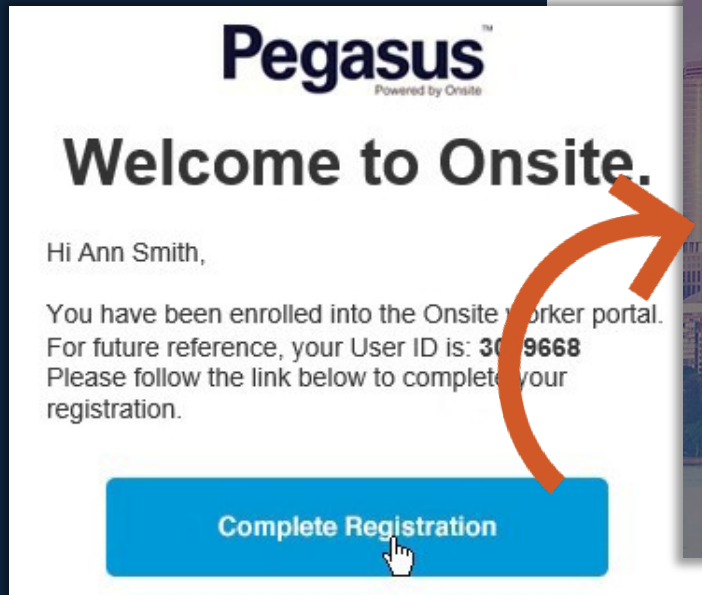 Pegasus™
Powered by Onsite
Welcome to Onsite.
Hi Ann Smith,
You have been enrolled into the Onsite portal.
For future reference, your User ID is:
Please follow the link below to complete your
registration.
Complete Registration